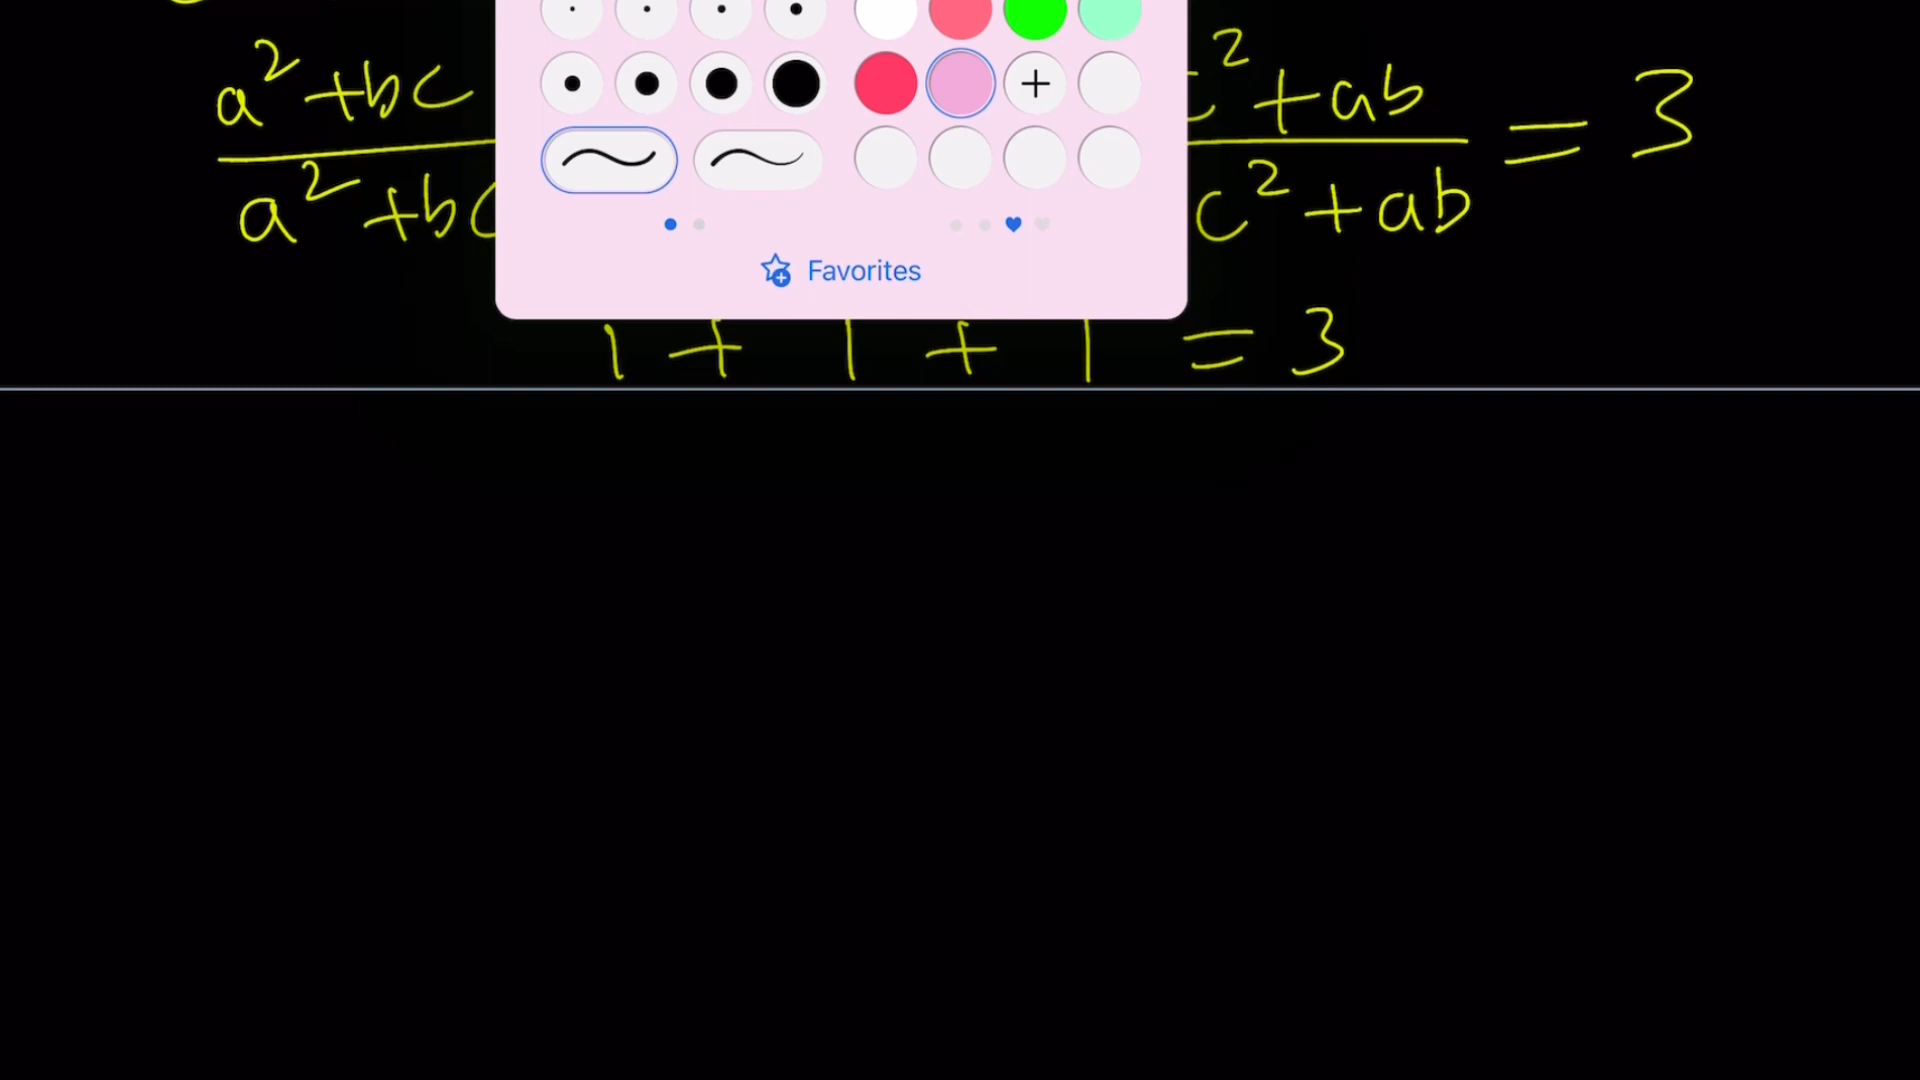 a²+bc c²+ab = 3
a²+bc c²+ab
Favorites
1 + 1 + 1 = 3